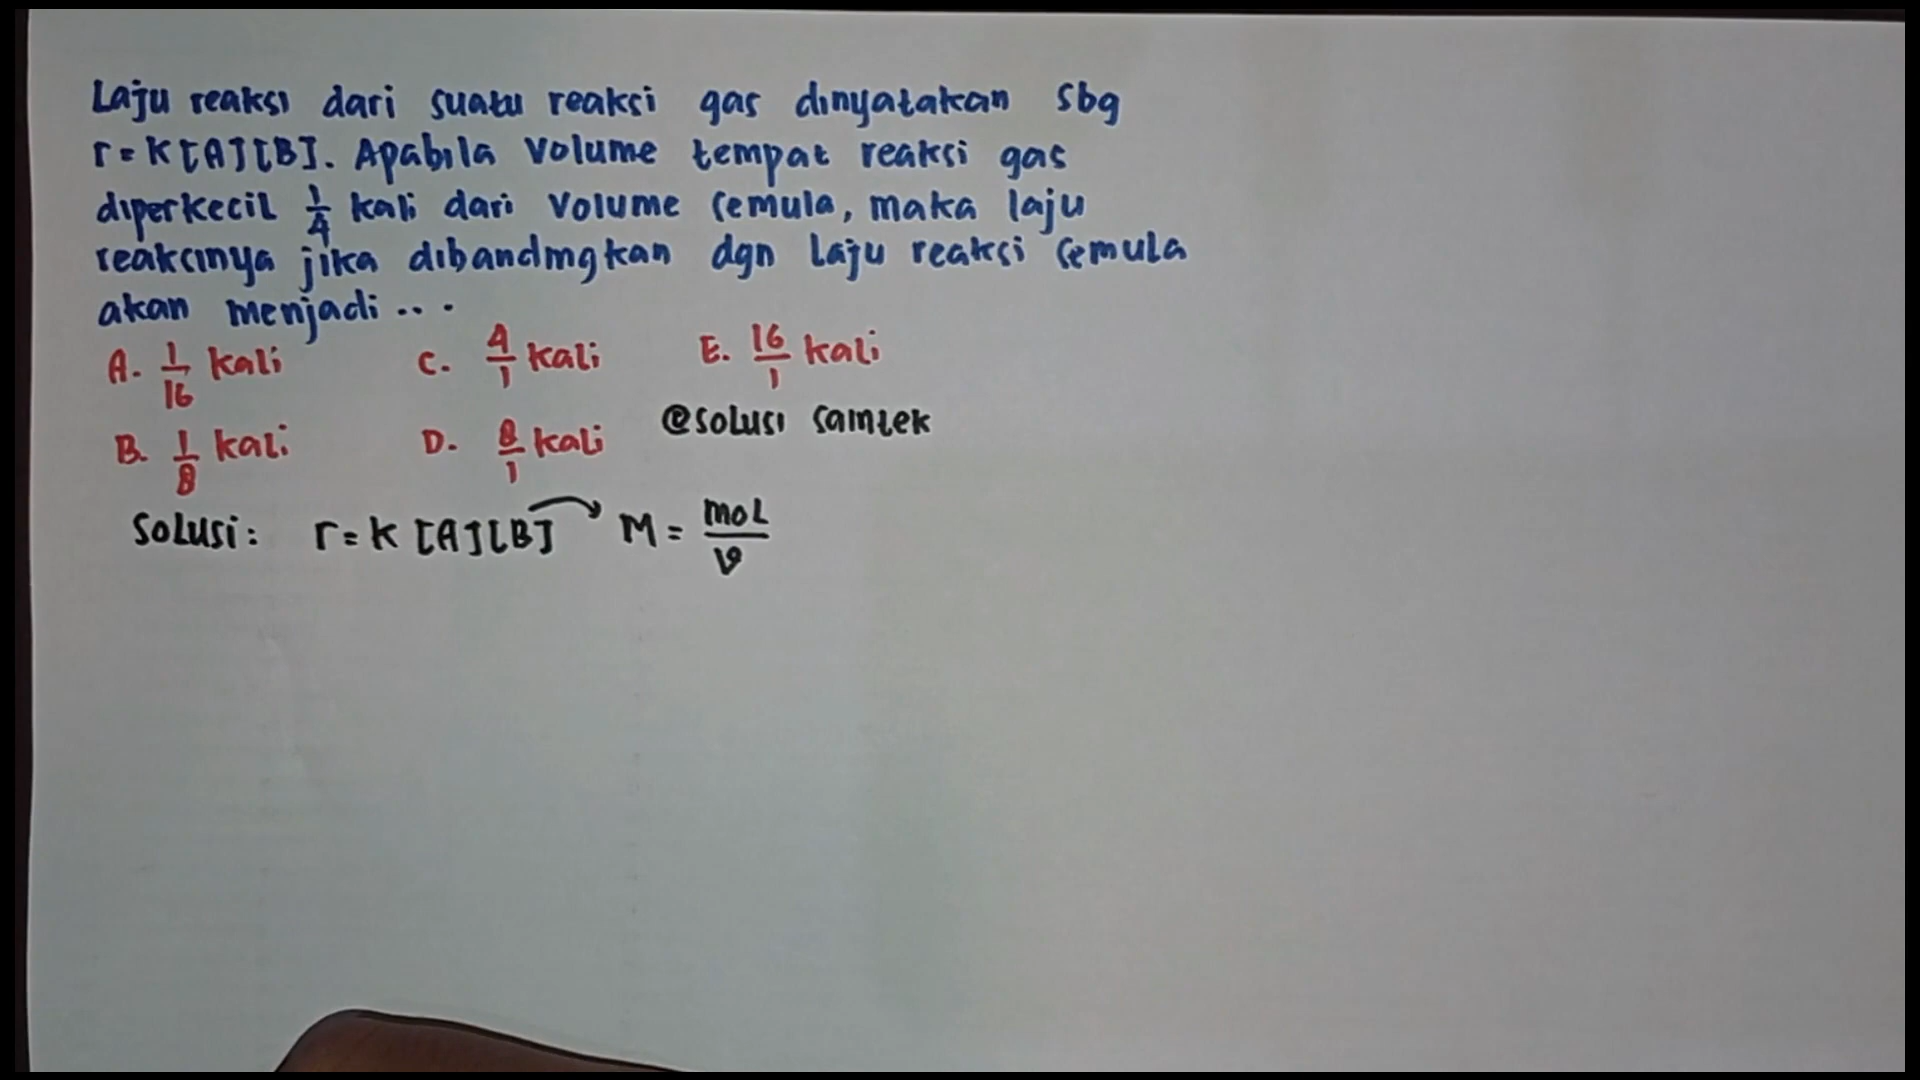 Laju reaksi dari suatu reaksi gas dinyatakan sbg
r = K[A][B]. Apabila volume tempat reaksi gas
diperkecil 1/4 kali dari volume semula, maka laju
reaksinya jika dibandingkan dgn laju reaksi semula
akan menjadi...
A. 1/16 kali C. 4/1 kali E. 16/1 kali
@solusi samtek
B. 1/8 kali D. 8/1 kali
Solusi: r = K [A][B] → M = mol/V